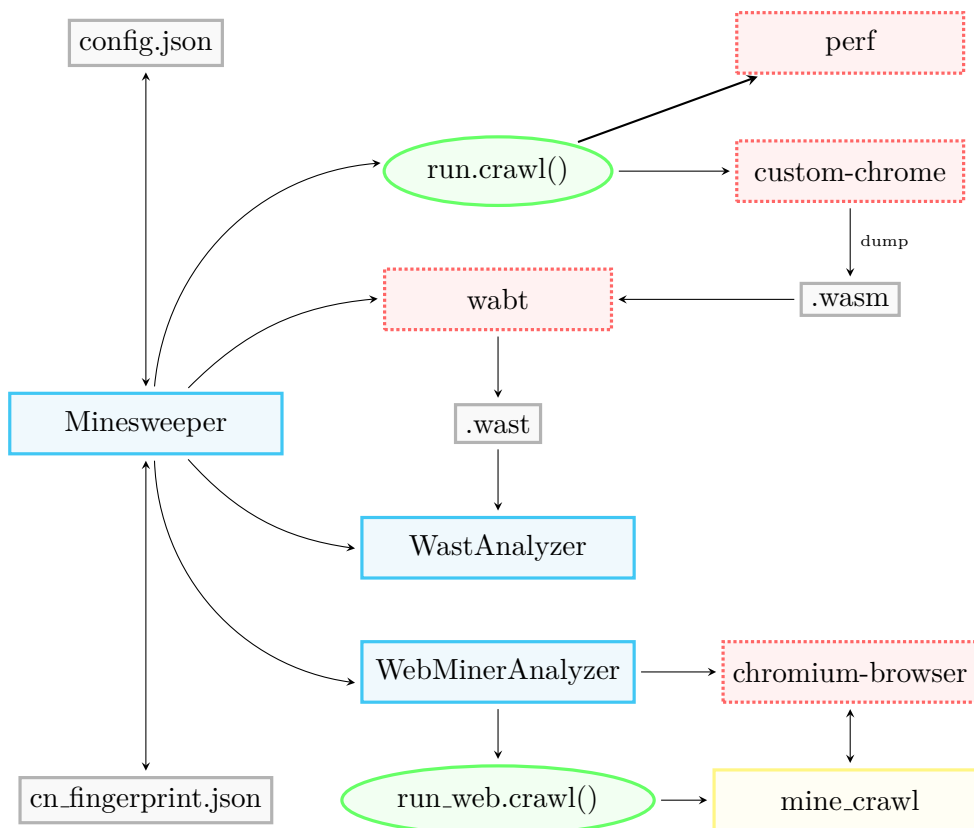 config.json
perf
run.crawl()
custom-chrome
dump
wabt
.wasm
Minesweeper
.wast
WastAnalyzer
WebMinerAnalyzer
chromium-browser
cn_fingerprint.json
run_web.crawl()
mine_crawl